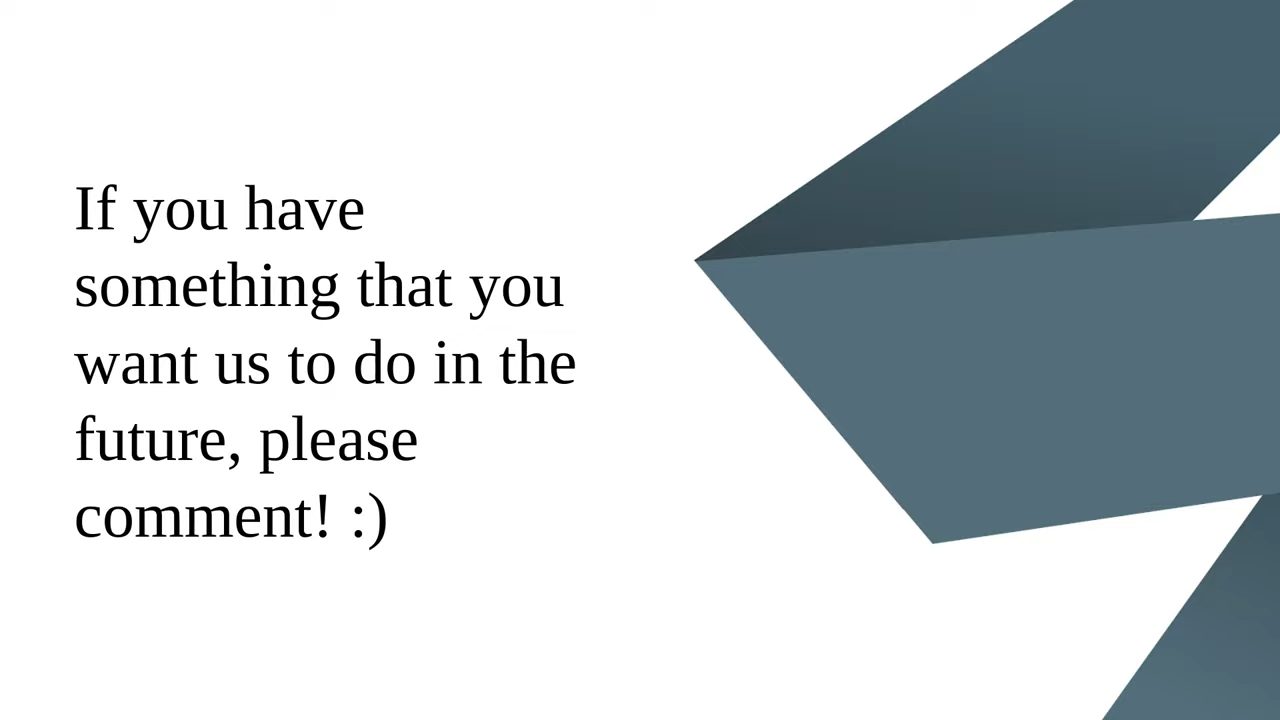 If you have
something that you
want us to do in the
future, please
comment! :)